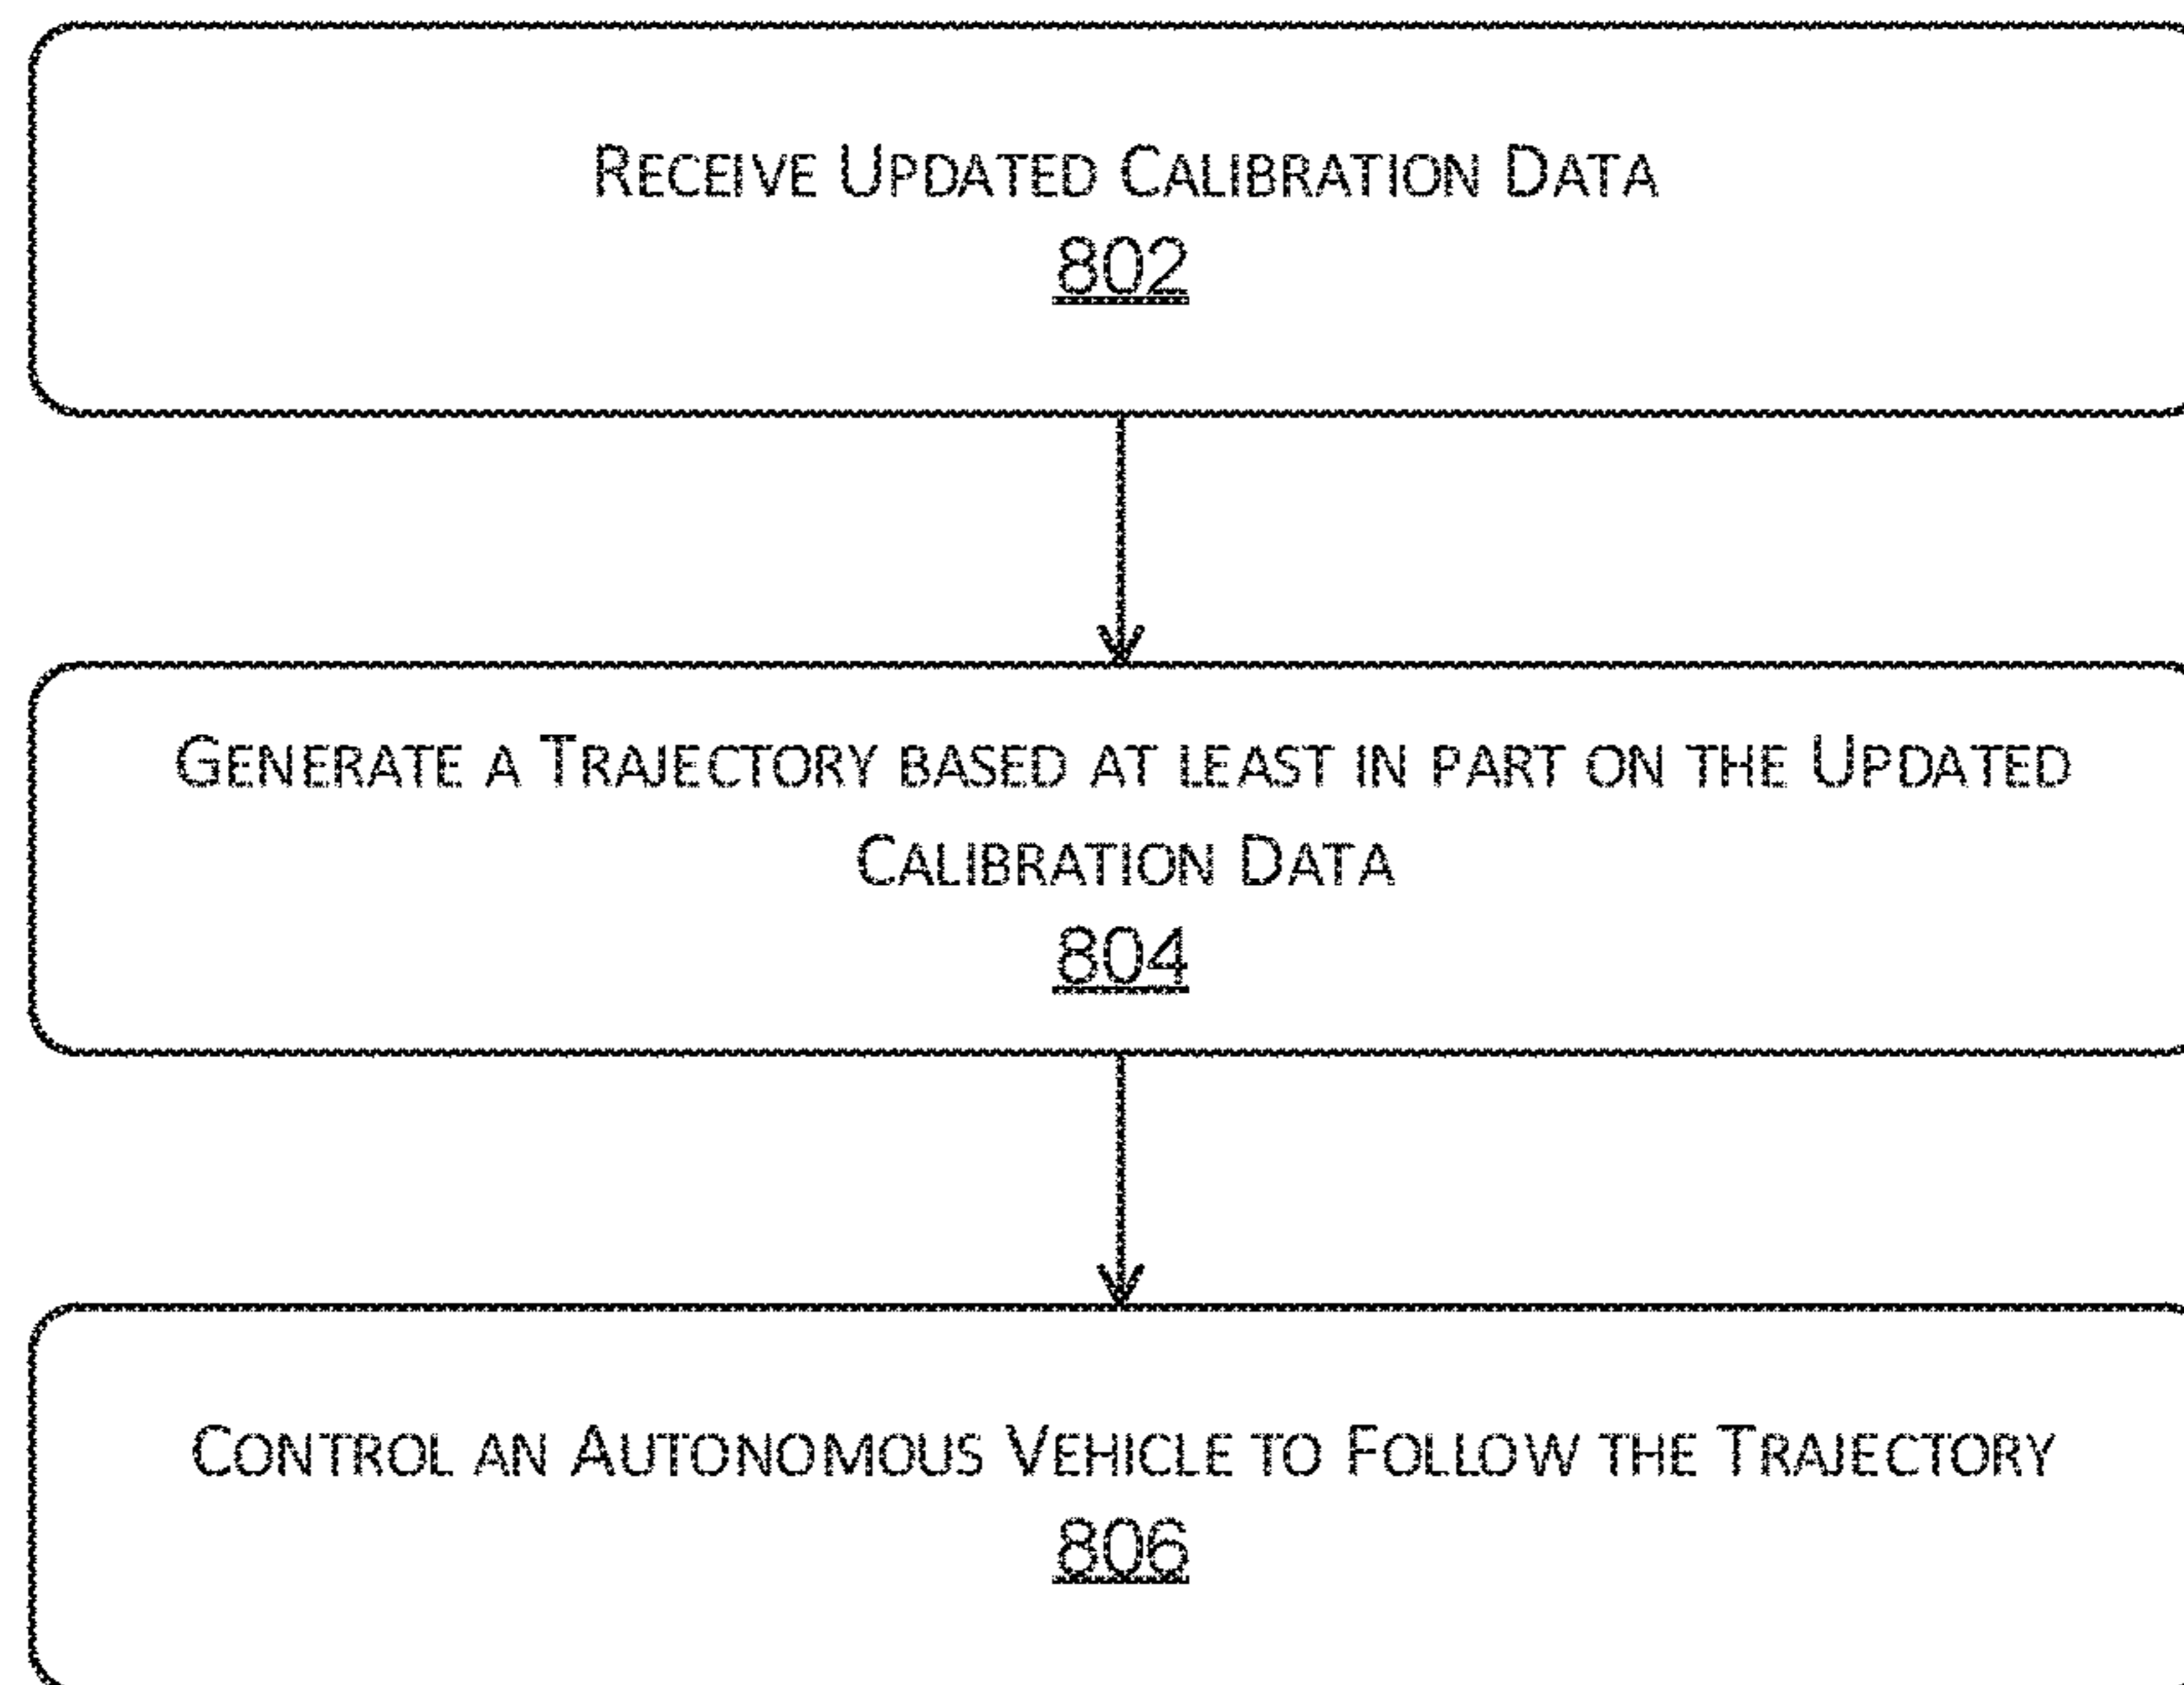 RECEIVE UPDATED CALIBRATION DATA
802
GENERATE A TRAJECTORY BASED AT LEAST IN PART ON THE UPDATED
CALIBRATION DATA
804
CONTROL AN AUTONOMOUS VEHICLE TO FOLLOW THE TRAJECTORY
806